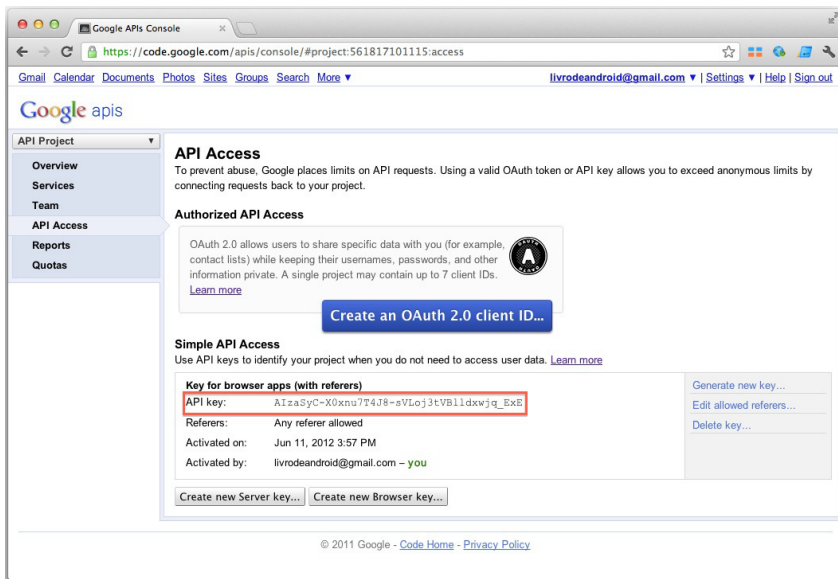 Google APIs Console
https://code.google.com/apis/console/#project:561817101115:access
Gmail Calendar Documents Photos Sites Groups Search More ▼ livrodeandroid@gmail.com ▼ | Settings ▼ | Help | Sign out
Google apis
API Project ▼
Overview
Services
Team
API Access
Reports
Quotas
API Access
To prevent abuse, Google places limits on API requests. Using a valid OAuth token or API key allows you to exceed anonymous limits by
connecting requests back to your project.
Authorized API Access
OAuth 2.0 allows users to share specific data with you (for example,
contact lists) while keeping their usernames, passwords, and other
information private. A single project may contain up to 7 client IDs.
Learn more
Create an OAuth 2.0 client ID...
Simple API Access
Use API keys to identify your project when you do not need to access user data. Learn more
Key for browser apps (with referers)
API key: AIzaSyC-X0xnu7T4J8-sVLoj3tVBlldxwjq_ExE
Referers: Any referer allowed
Activated on: Jun 11, 2012 3:57 PM
Activated by: livrodeandroid@gmail.com – you
Generate new key...
Edit allowed referers...
Delete key...
Create new Server key... Create new Browser key...
© 2011 Google - Code Home - Privacy Policy